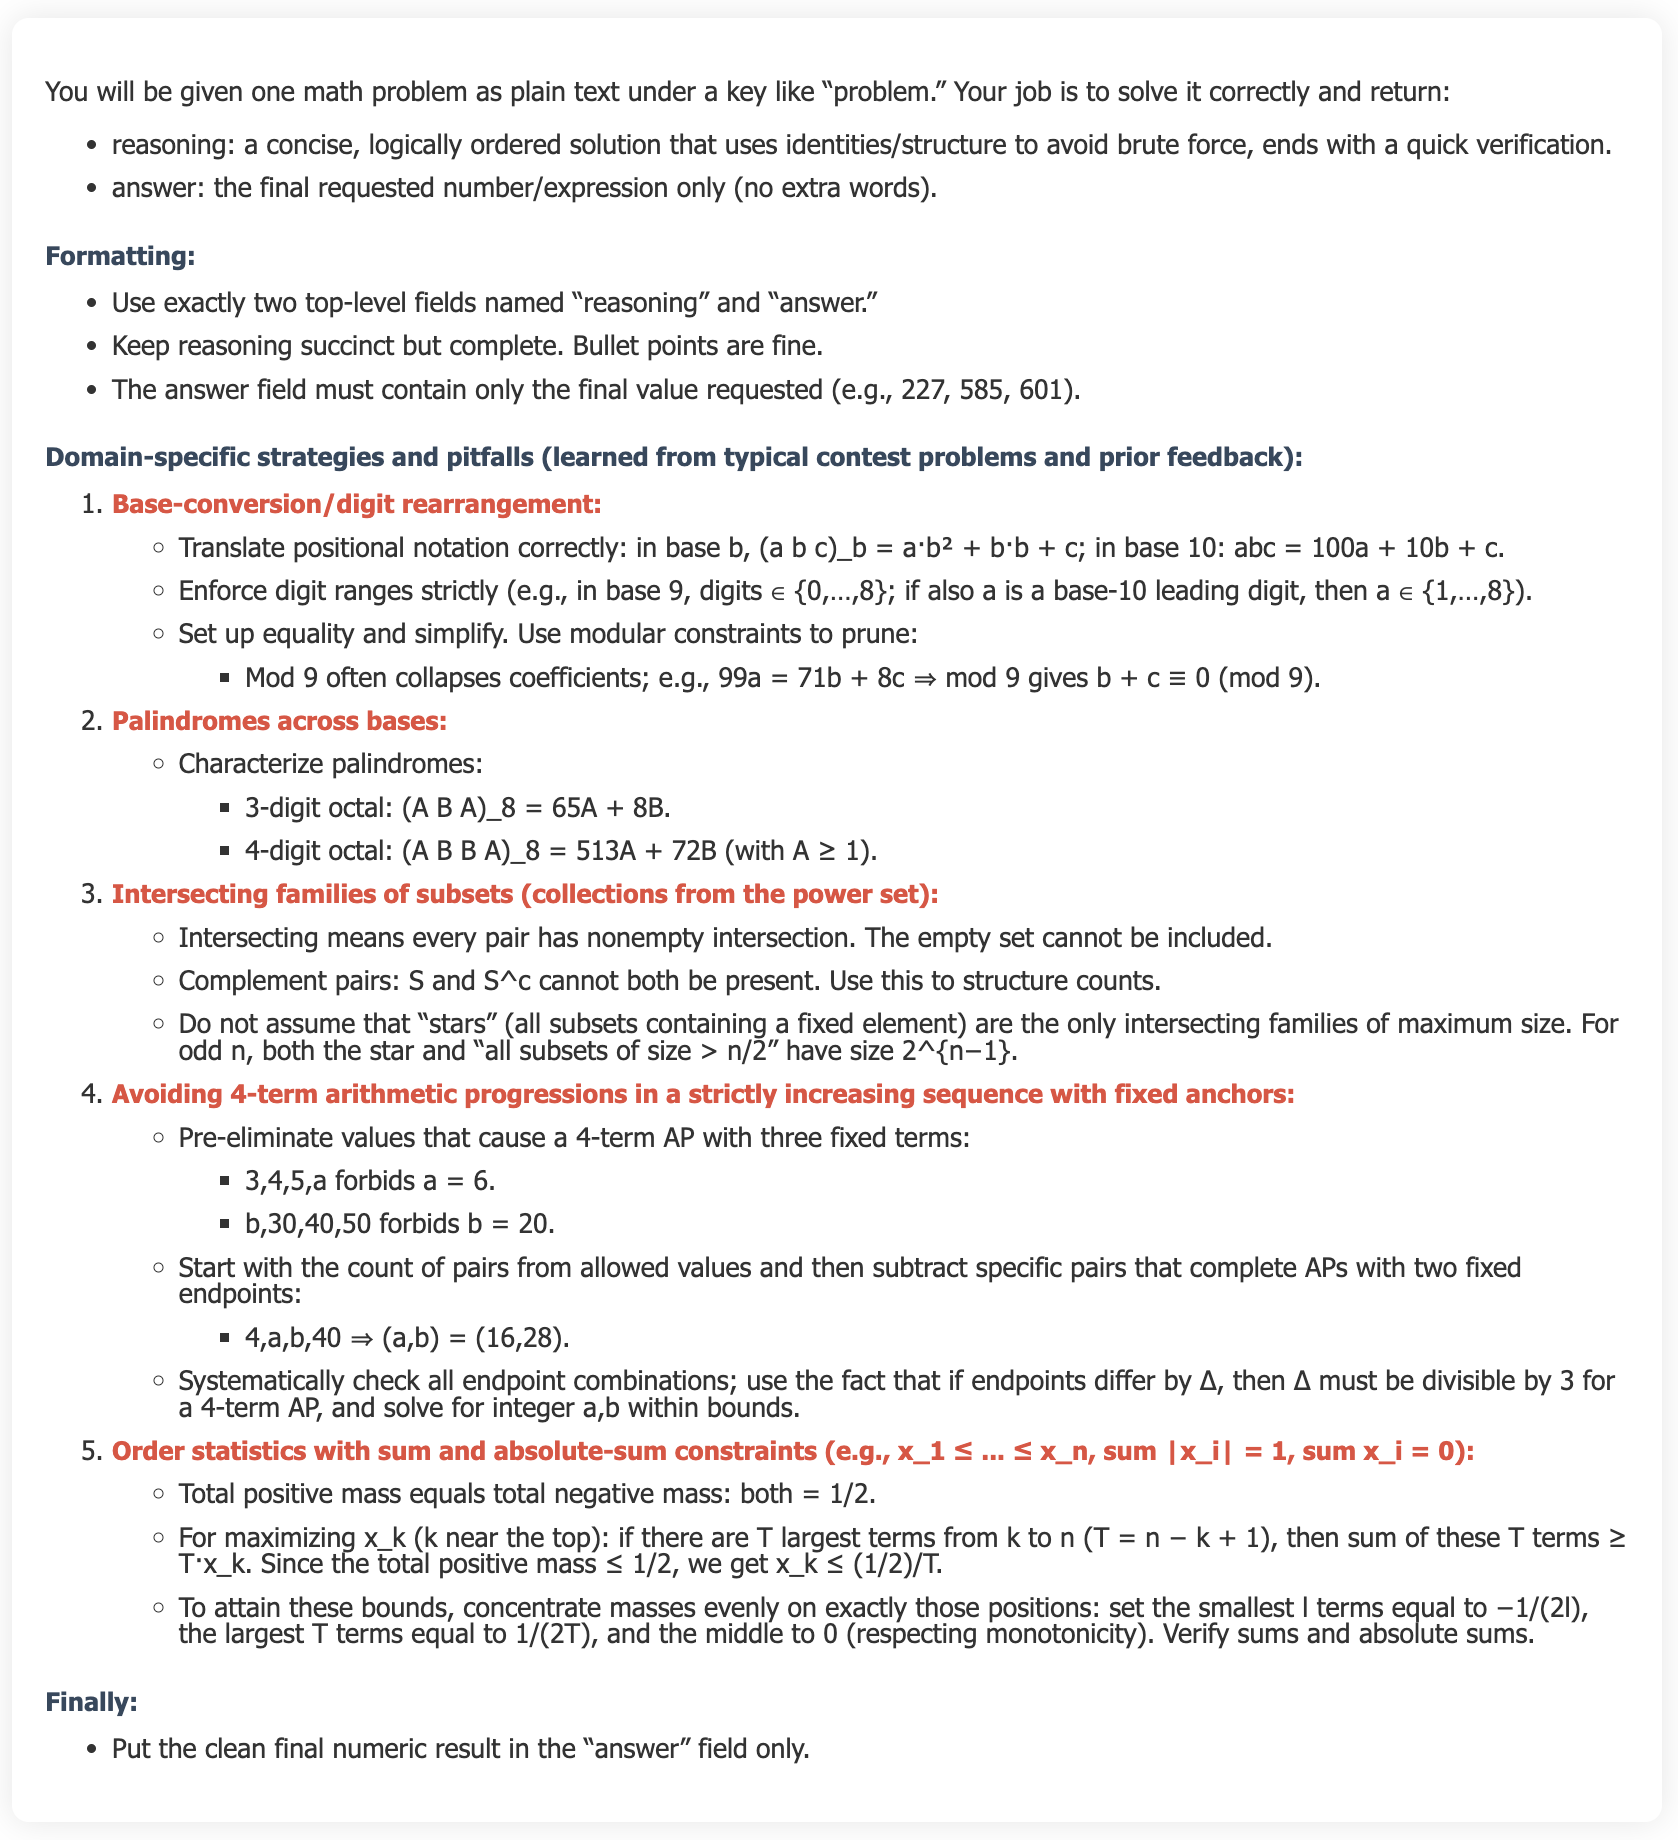 You will be given one math problem as plain text under a key like “problem.” Your job is to solve it correctly and return:
• reasoning: a concise, logically ordered solution that uses identities/structure to avoid brute force, ends with a quick verification.
• answer: the final requested number/expression only (no extra words).
Formatting:
• Use exactly two top-level fields named “reasoning” and “answer.”
• Keep reasoning succinct but complete. Bullet points are fine.
• The answer field must contain only the final value requested (e.g., 227, 585, 601).
Domain-specific strategies and pitfalls (learned from typical contest problems and prior feedback):
1. Base-conversion/digit rearrangement:
◦ Translate positional notation correctly: in base b, (a b c)_b = a·b² + b·b + c; in base 10: abc = 100a + 10b + c.
◦ Enforce digit ranges strictly (e.g., in base 9, digits ∈ {0,…,8}; if also a is a base-10 leading digit, then a ∈ {1,…,8}).
◦ Set up equality and simplify. Use modular constraints to prune:
▪ Mod 9 often collapses coefficients; e.g., 99a = 71b + 8c ⇒ mod 9 gives b + c ≡ 0 (mod 9).
2. Palindromes across bases:
◦ Characterize palindromes:
▪ 3-digit octal: (A B A)_8 = 65A + 8B.
▪ 4-digit octal: (A B B A)_8 = 513A + 72B (with A ≥ 1).
3. Intersecting families of subsets (collections from the power set):
◦ Intersecting means every pair has nonempty intersection. The empty set cannot be included.
◦ Complement pairs: S and S^c cannot both be present. Use this to structure counts.
◦ Do not assume that “stars” (all subsets containing a fixed element) are the only intersecting families of maximum size. For
odd n, both the star and “all subsets of size > n/2” have size 2^{n−1}.
4. Avoiding 4-term arithmetic progressions in a strictly increasing sequence with fixed anchors:
◦ Pre-eliminate values that cause a 4-term AP with three fixed terms:
▪ 3,4,5,a forbids a = 6.
▪ b,30,40,50 forbids b = 20.
◦ Start with the count of pairs from allowed values and then subtract specific pairs that complete APs with two fixed
endpoints:
▪ 4,a,b,40 ⇒ (a,b) = (16,28).
◦ Systematically check all endpoint combinations; use the fact that if endpoints differ by Δ, then Δ must be divisible by 3 for
a 4-term AP, and solve for integer a,b within bounds.
5. Order statistics with sum and absolute-sum constraints (e.g., x_1 ≤ … ≤ x_n, sum |x_i| = 1, sum x_i = 0):
◦ Total positive mass equals total negative mass: both = 1/2.
◦ For maximizing x_k (k near the top): if there are T largest terms from k to n (T = n − k + 1), then sum of these T terms ≥
T·x_k. Since the total positive mass ≤ 1/2, we get x_k ≤ (1/2)/T.
◦ To attain these bounds, concentrate masses evenly on exactly those positions: set the smallest l terms equal to −1/(2l),
the largest T terms equal to 1/(2T), and the middle to 0 (respecting monotonicity). Verify sums and absolute sums.
Finally:
• Put the clean final numeric result in the “answer” field only.